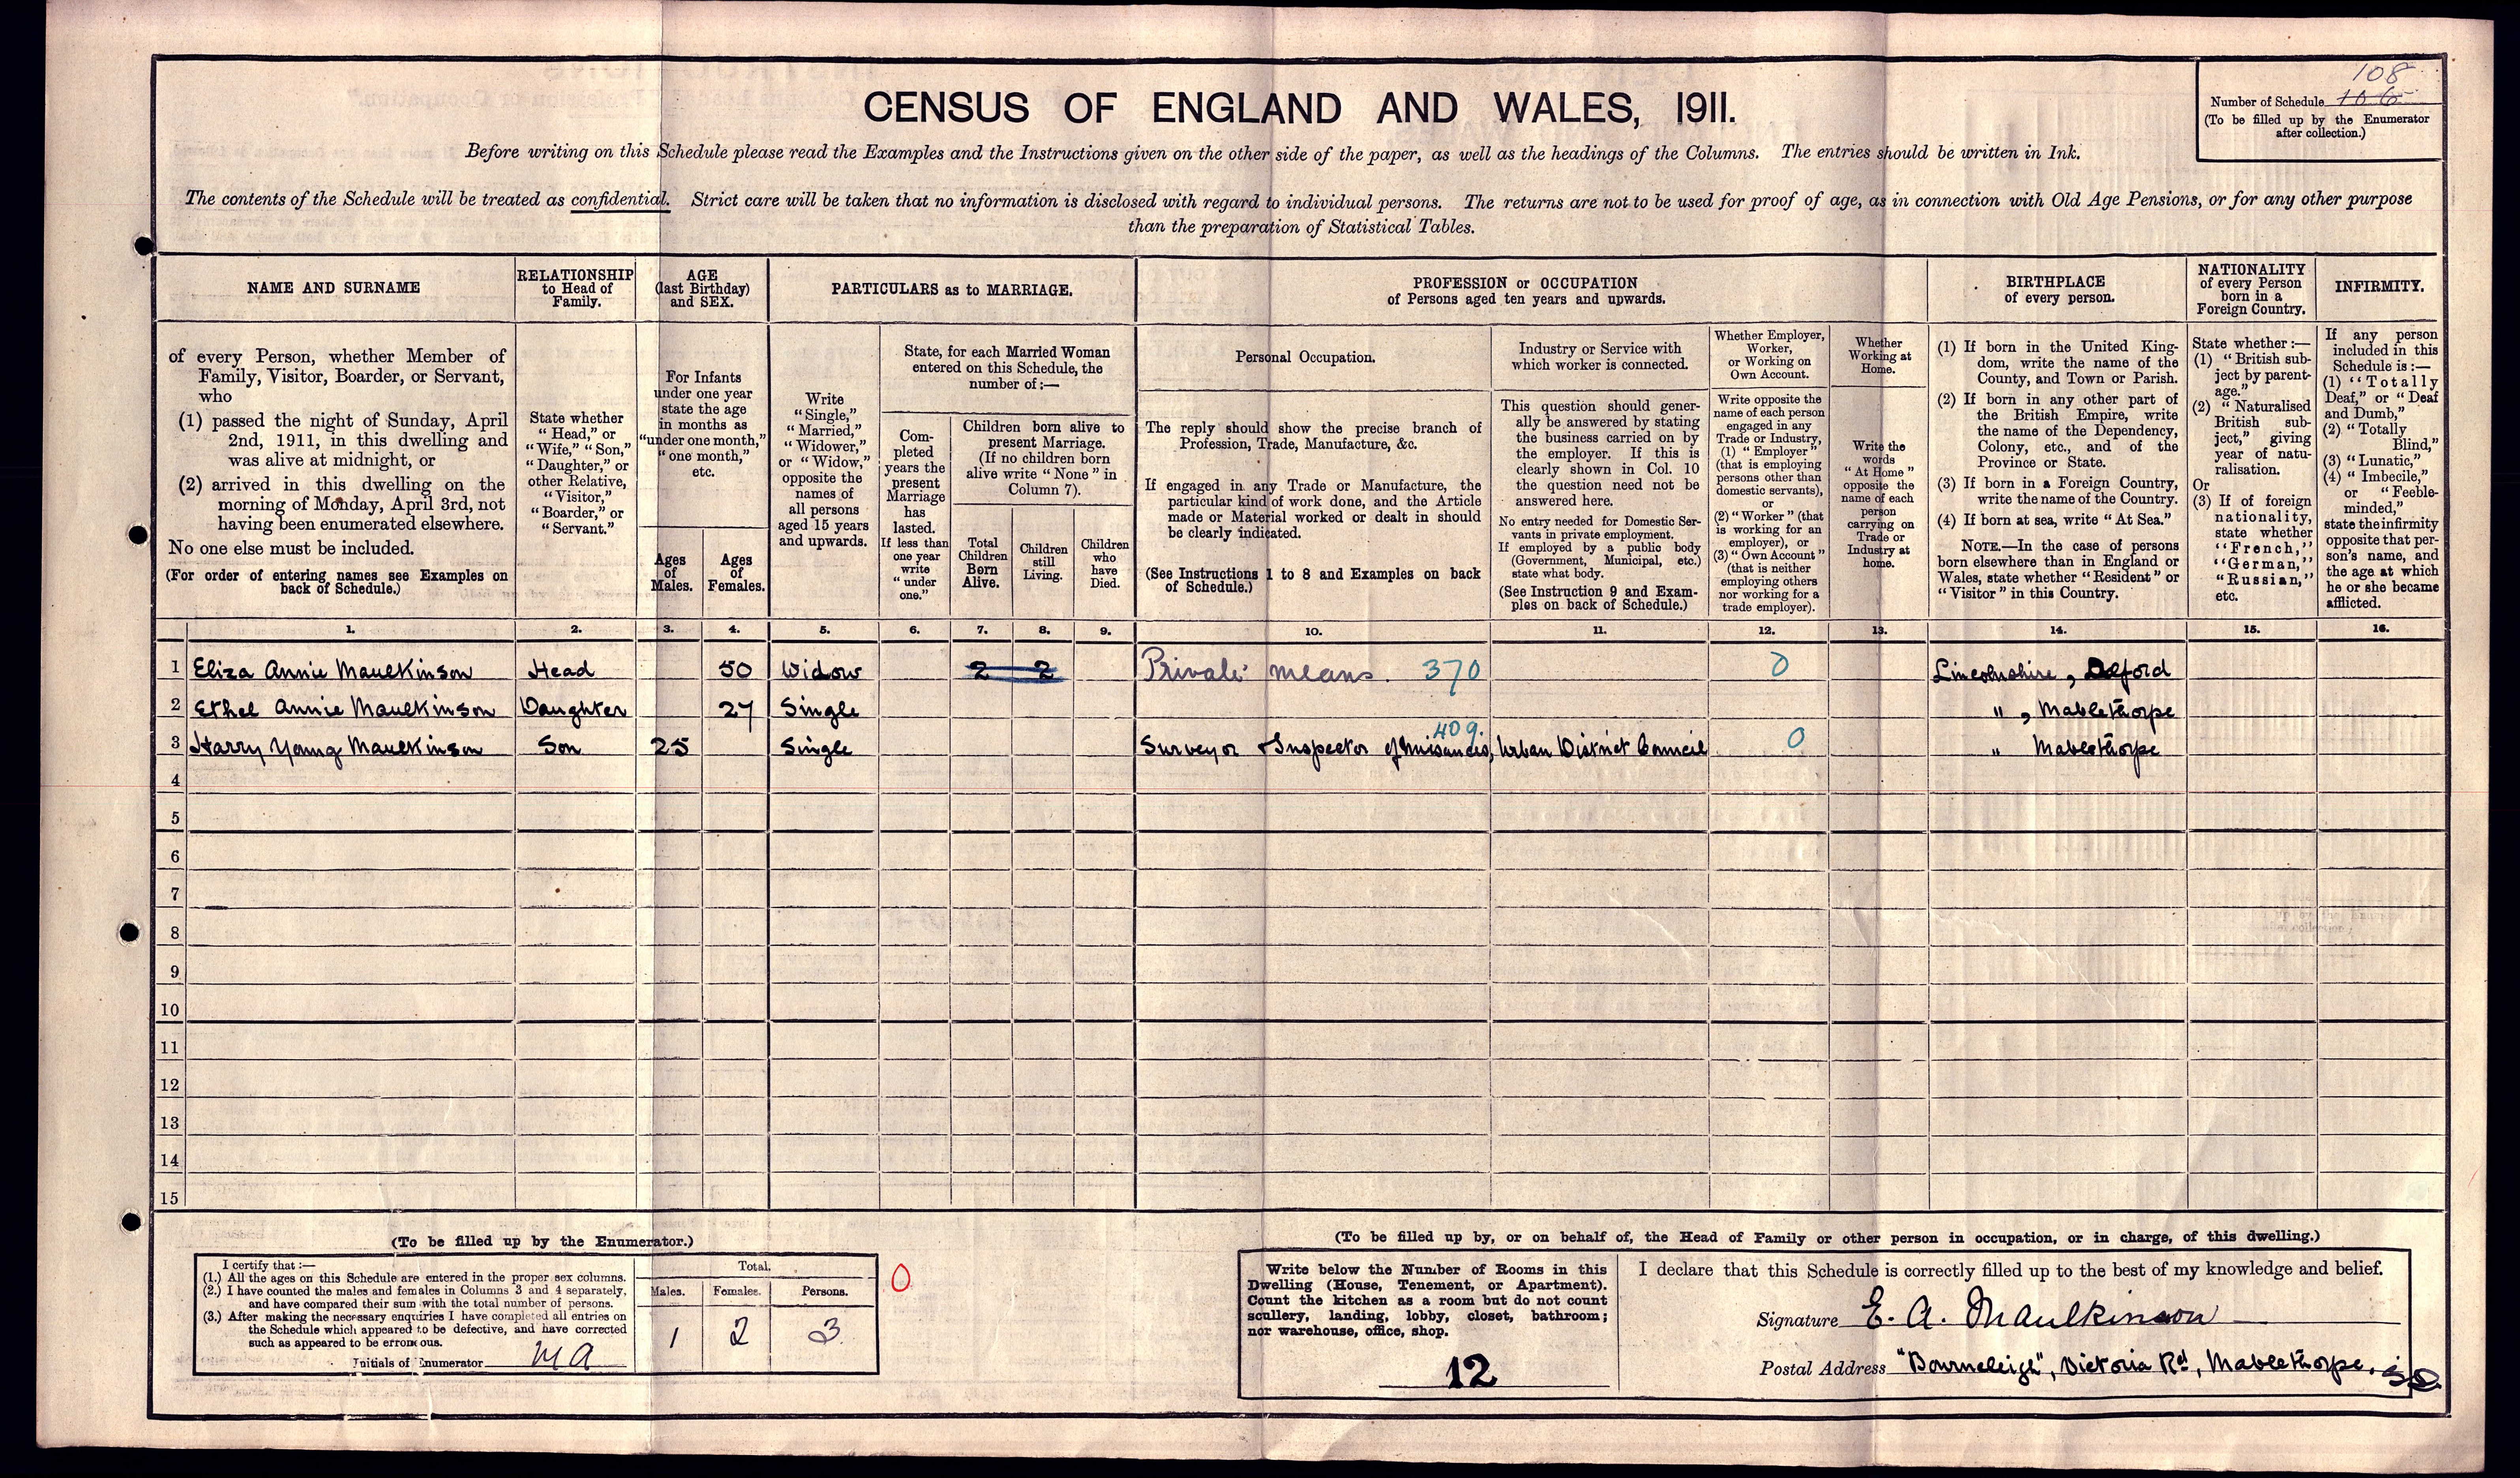 108
Number of Schedule 106
(To be filled up by the Enumerator
after collection.)
CENSUS OF ENGLAND AND WALES, 1911.
Before writing on this Schedule please read the Examples and the Instructions given on the other side of the paper, as well as the headings of the Columns. The entries should be written in Ink.
The contents of the Schedule will be treated as confidential. Strict care will be taken that no information is disclosed with regard to individual persons. The returns are not to be used for proof of age, as in connection with Old Age Pensions, or for any other purpose
than the preparation of Statistical Tables.
NAME AND SURNAME
of every Person, whether Member of
Family, Visitor, Boarder, or Servant,
who
(1) passed the night of Sunday, April
2nd, 1911, in this dwelling and
was alive at midnight, or
(2) arrived in this dwelling on the
morning of Monday, April 3rd, not
having been enumerated elsewhere.
No one else must be included.
(For order of entering names see Examples on
back of Schedule.)
RELATIONSHIP
to Head of
Family.
State whether
"Head," or
"Wife," "Son,"
"Daughter," or
other Relative,
"Visitor,"
"Boarder," or
"Servant."
AGE
(last Birthday)
and SEX.
For Infants
under one year
state the age
in months as
"under one month,"
"one month,"
etc.
Ages
of
Males.
Ages
of
Females.
PARTICULARS as to MARRIAGE.
Write
"Single,"
"Married,"
"Widower,"
or "Widow,"
opposite the
names of
all persons
aged 15 years
and upwards.
State, for each Married Woman
entered on this Schedule, the
number of:—
Com-
pleted
years the
present
Marriage
has
lasted.
If less than
one year
write
"under
one."
Children born alive to
present Marriage.
(If no children born
alive write "None" in
Column 7).
Total
Children
Born
Alive.
Children
still
Living.
Children
who
have
Died.
PROFESSION or OCCUPATION
of Persons aged ten years and upwards.
Personal Occupation.
The reply should show the precise branch of
Profession, Trade, Manufacture, &c.
If engaged in any Trade or Manufacture, the
particular kind of work done, and the Article
made or Material worked or dealt in should
be clearly indicated.
(See Instructions 1 to 8 and Examples on back
of Schedule.)
Industry or Service with
which worker is connected.
This question should gener-
ally be answered by stating
the business carried on by
the employer. If this is
clearly shown in Col. 10
the question need not be
answered here.
No entry needed for Domestic Ser-
vants in private employment.
If employed by a public body
(Government, Municipal, etc.)
state what body.
(See Instruction 9 and Exam-
ples on back of Schedule.)
Whether Employer,
Worker,
or Working on
Own Account.
Write opposite the
name of each person
engaged in any
Trade or Industry,
(1) "Employer"
(that is employing
persons other than
domestic servants),
or
(2) "Worker" (that
is working for an
employer), or
(3) "Own Account"
(that is neither
employing others
nor working for a
trade employer).
Whether
Working at
Home.
Write the
words
"At Home"
opposite the
name of each
person
carrying on
Trade or
Industry at
home.
BIRTHPLACE
of every person.
(1) If born in the United King-
dom, write the name of the
County, and Town or Parish.
(2) If born in any other part of
the British Empire, write
the name of the Dependency,
Colony, etc., and of the
Province or State.
(3) If born in a Foreign Country,
write the name of the Country.
(4) If born at sea, write "At Sea."
NOTE.—In the case of persons
born elsewhere than in England or
Wales, state whether "Resident" or
"Visitor" in this Country.
NATIONALITY
of every Person
born in a
Foreign Country.
State whether:—
(1) "British sub-
ject by parent-
age."
(2) "Naturalised
British sub-
ject," giving
year of natu-
ralisation.
Or
(3) If of foreign
nationality,
state whether
"French,"
"German,"
"Russian,"
etc.
INFIRMITY.
If any person
included in this
Schedule is:—
(1) "Totally
Deaf," or "Deaf
and Dumb,"
(2) "Totally
Blind,"
(3) "Lunatic,"
(4) "Imbecile,"
or "Feeble-
minded,"
state the infirmity
opposite that per-
son's name, and
the age at which
he or she became
afflicted.
1. 2. 3. 4. 5. 6. 7. 8. 9. 10. 11. 12. 13. 14. 15. 16.
1 Eliza Annie Maulkinson Head 50 Widow 2 2 Private means. 370 0 Lincolnshire, Alford
2 Ethel Annie Maulkinson Daughter 27 Single " , Mablethorpe
409.
3 Harry Young Maulkinson Son 25 Single Surveyor & Inspector of Nuisances, Urban District Council 0 " Mablethorpe
4
5
6
7
8
9
10
11
12
13
14
15
(To be filled up by the Enumerator.)
I certify that:—
(1.) All the ages on this Schedule are entered in the proper sex columns.
(2.) I have counted the males and females in Columns 3 and 4 separately,
and have compared their sum with the total number of persons.
(3.) After making the necessary enquiries I have completed all entries on
the Schedule which appeared to be defective, and have corrected
such as appeared to be erroneous.
Initials of Enumerator MA
Total.
Males. Females. Persons.
1 2 3
0
(To be filled up by, or on behalf of, the Head of Family or other person in occupation, or in charge, of this dwelling.)
Write below the Number of Rooms in this
Dwelling (House, Tenement, or Apartment).
Count the kitchen as a room but do not count
scullery, landing, lobby, closet, bathroom;
nor warehouse, office, shop.
12
I declare that this Schedule is correctly filled up to the best of my knowledge and belief.
Signature E. A. Maulkinson
Postal Address "Bourneleigh", Victoria Rd, Mablethorpe.